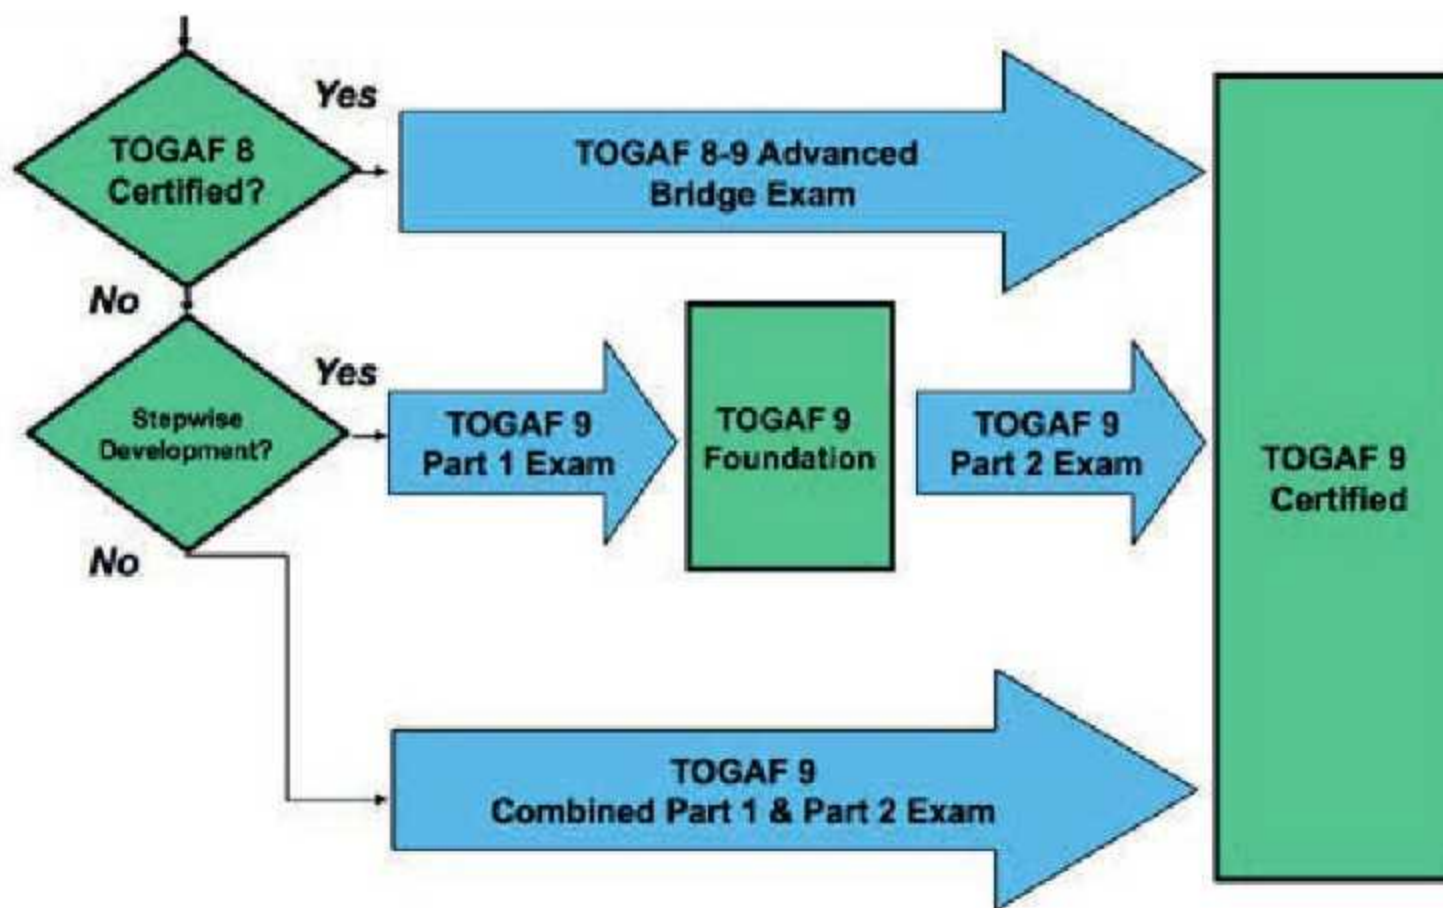 Yes
TOGAF 8
Certified?
TOGAF 8-9 Advanced
Bridge Exam
No
Yes
Stepwise
Development?
TOGAF 9
Part 1 Exam
TOGAF 9
Foundation
TOGAF 9
Part 2 Exam
TOGAF 9
Certified
No
TOGAF 9
Combined Part 1 & Part 2 Exam